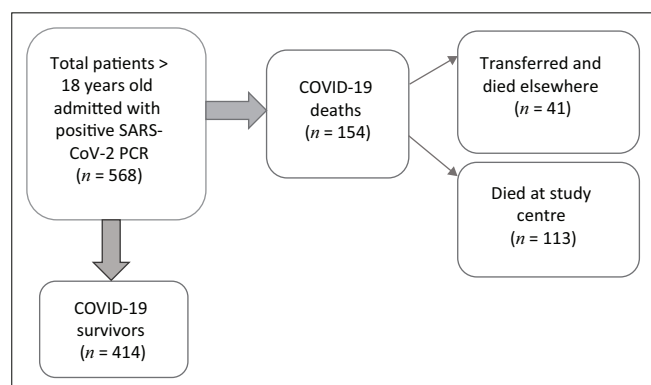 Total patients >
18 years old
admitted with
positive SARS-
CoV-2 PCR
(n = 568)
COVID-19
deaths
(n = 154)
Transferred and
died elsewhere
(n = 41)
Died at study
centre
(n = 113)
COVID-19
survivors
(n = 414)